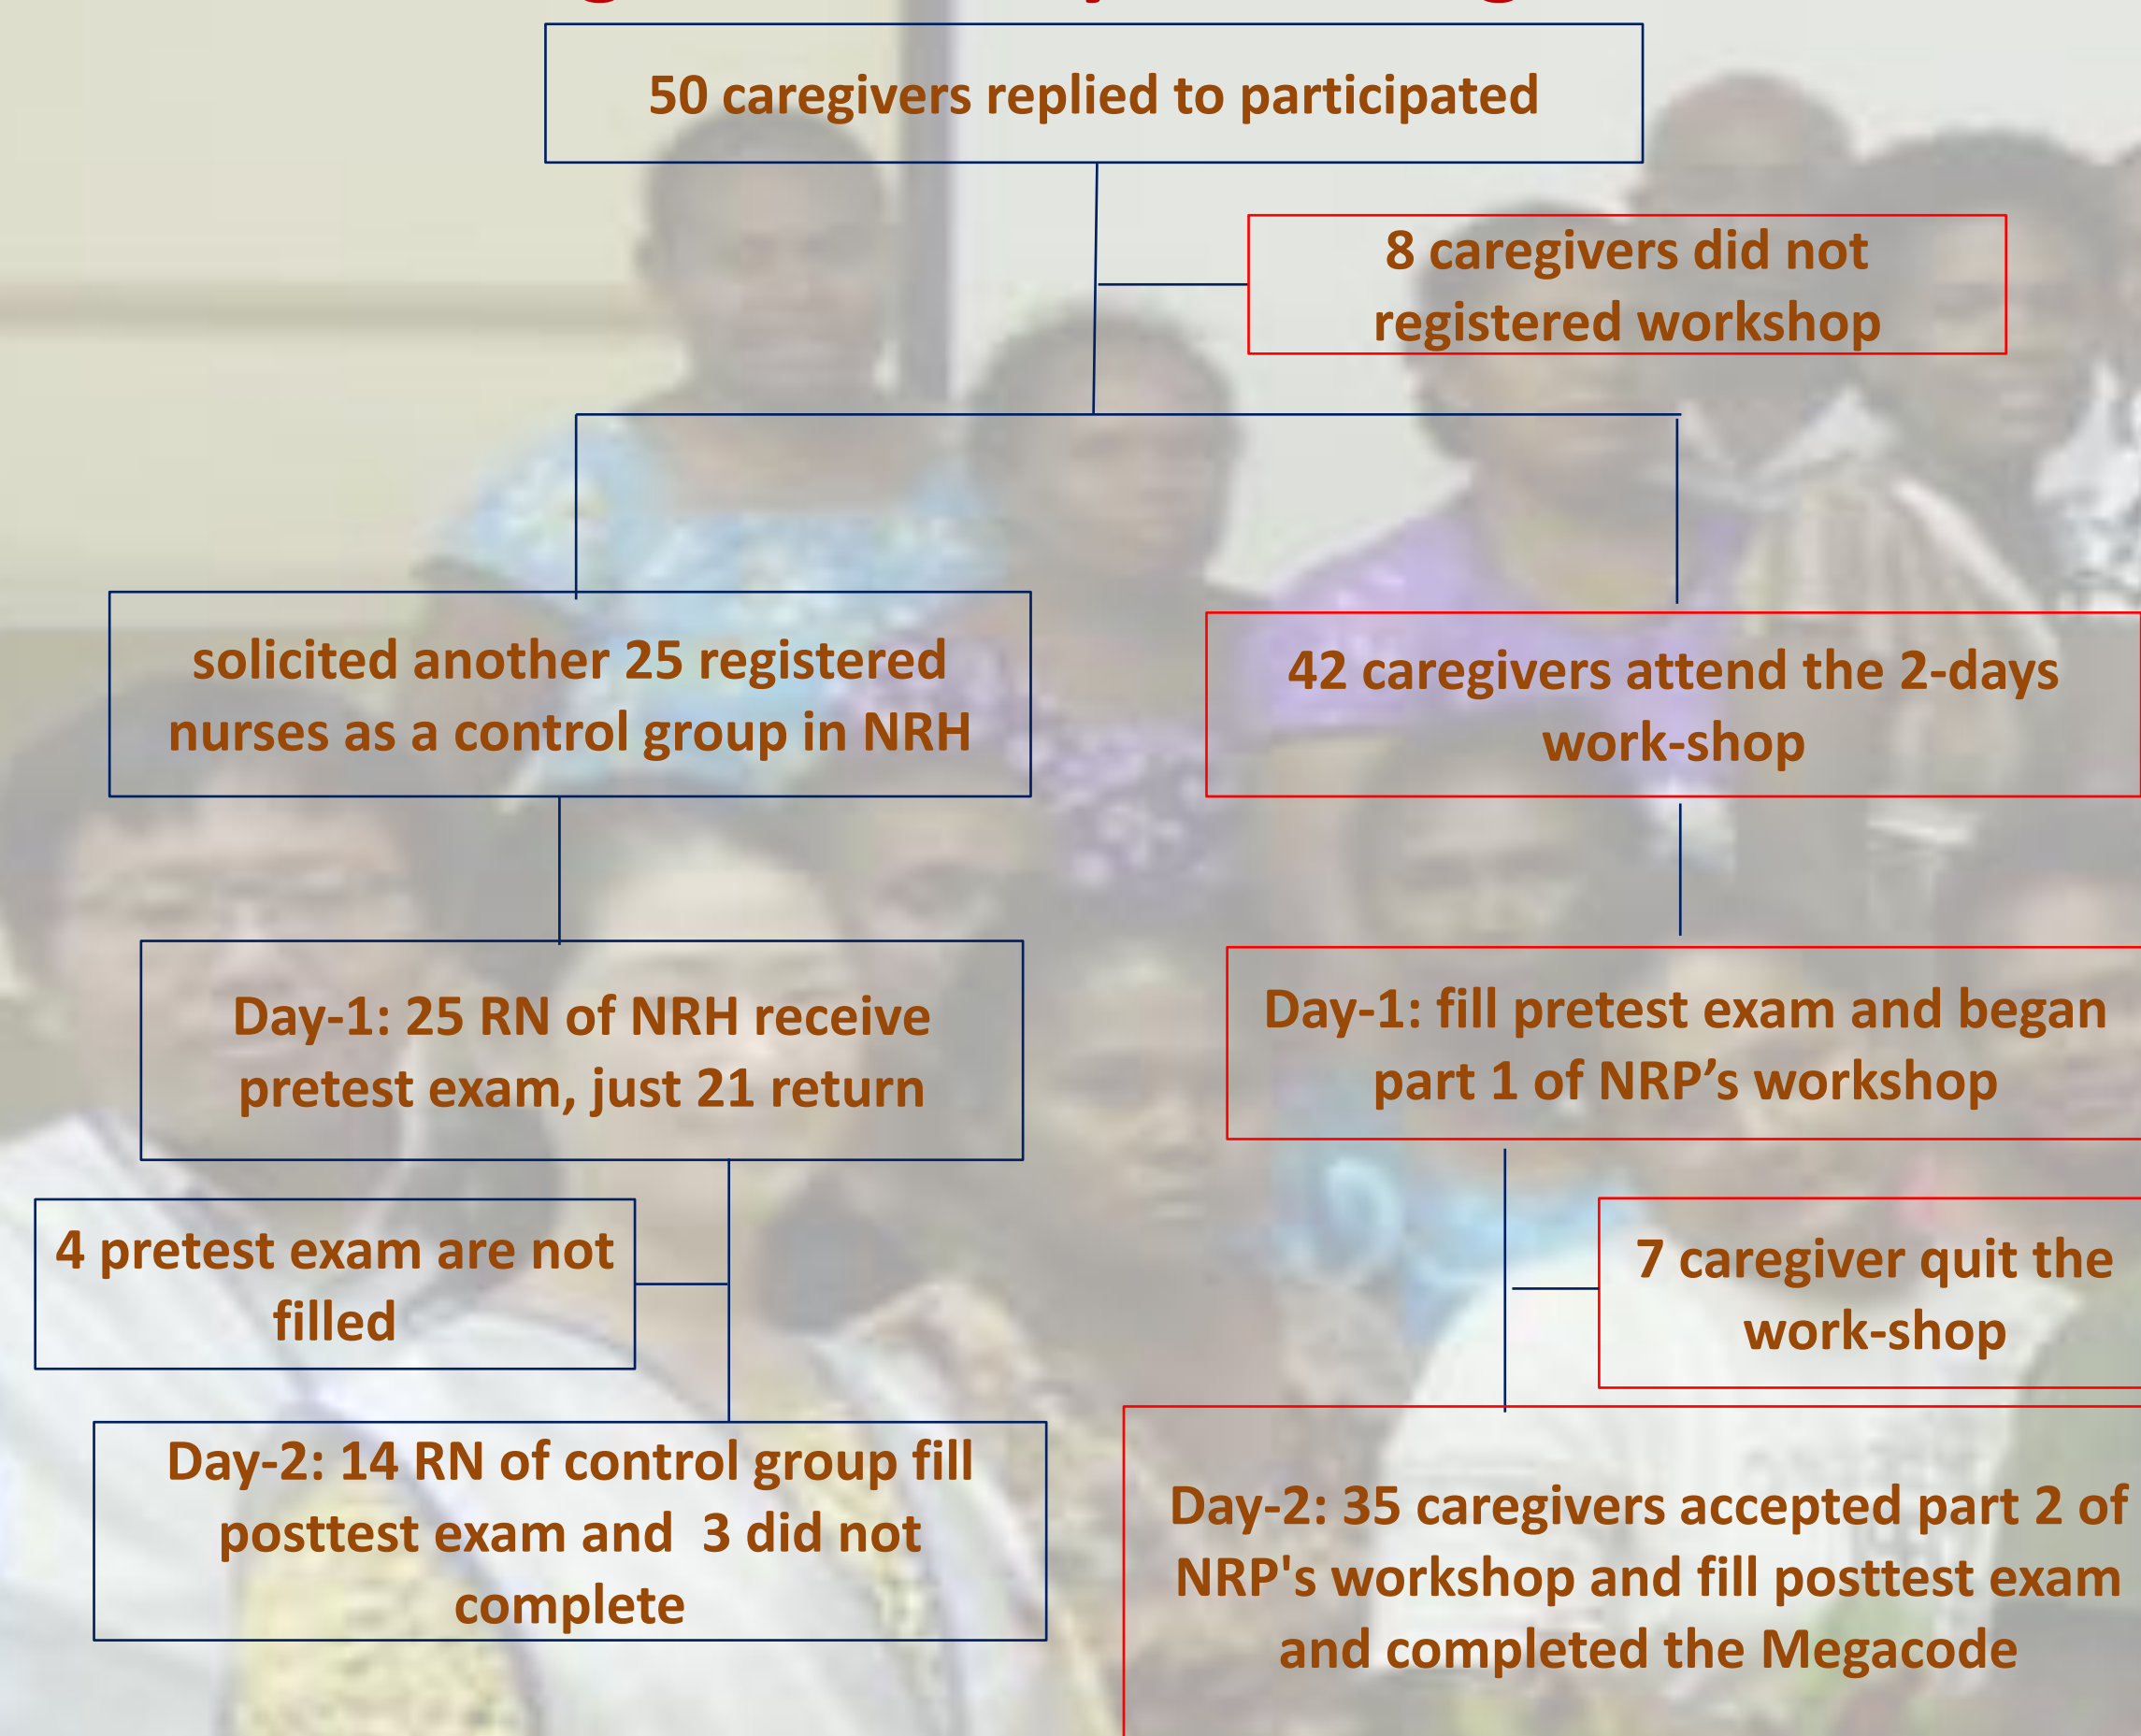 50 caregivers replied to participated
8 caregivers did not
registered workshop
solicited another 25 registered
nurses as a control group in NRH
42 caregivers attend the 2-days
work-shop
Day-1: 25 RN of NRH receive
pretest exam, just 21 return
Day-1: fill pretest exam and began
part 1 of NRP’s workshop
4 pretest exam are not
filled
7 caregiver quit the
work-shop
Day-2: 14 RN of control group fill
posttest exam and  3 did not
complete
Day-2: 35 caregivers accepted part 2 of
NRP's workshop and fill posttest exam
and completed the Megacode